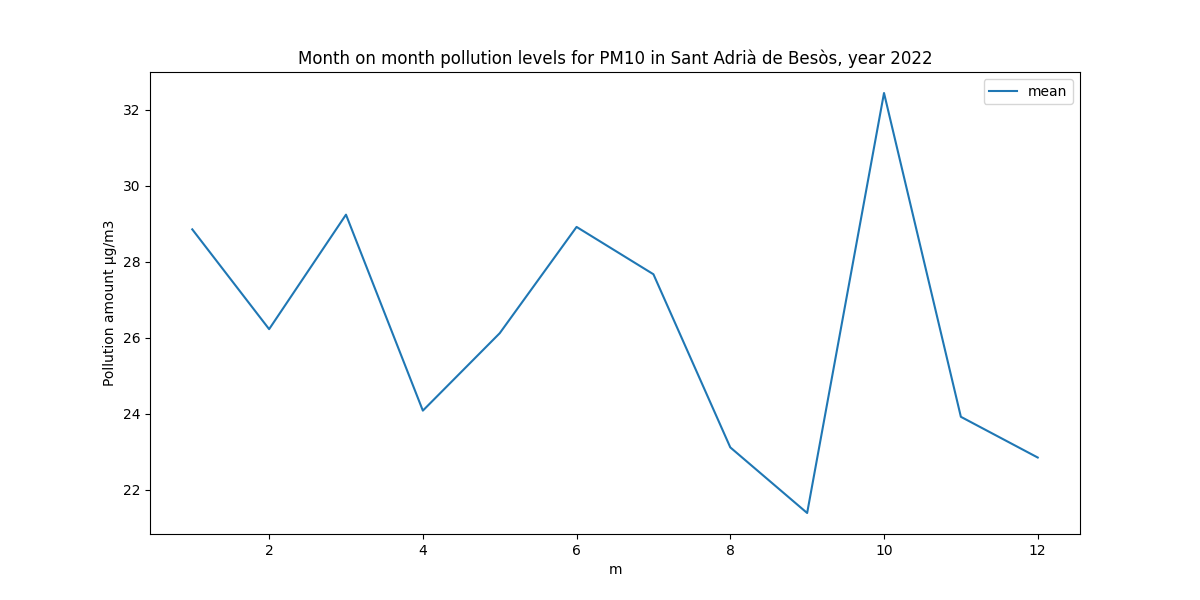 Month on month pollution levels for PM10 in Sant Adrià de Besòs, year 2022
mean
32
30
28
26
24
22
Pollution amount µg/m3
2 4 6 8 10 12
m